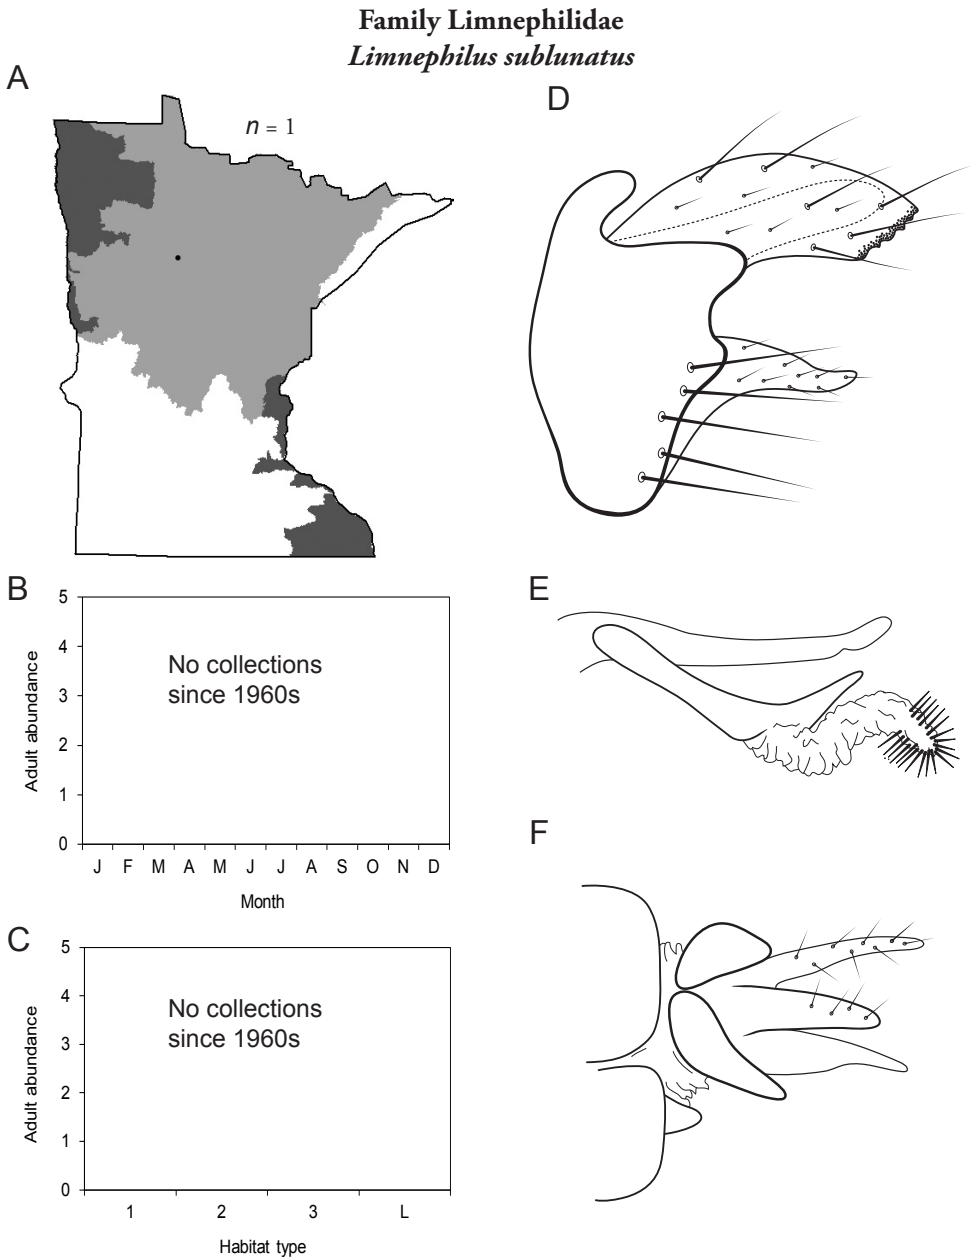 Family Limnephilidae
Limnephilus sublunatus
A
n = 1
D
B
5
4
3
2
1
0
Adult abundance
No collections
since 1960s
J F M A M J J A S O N D
Month
C
5
4
3
2
1
0
Adult abundance
No collections
since 1960s
1 2 3 L
Habitat type
E
F